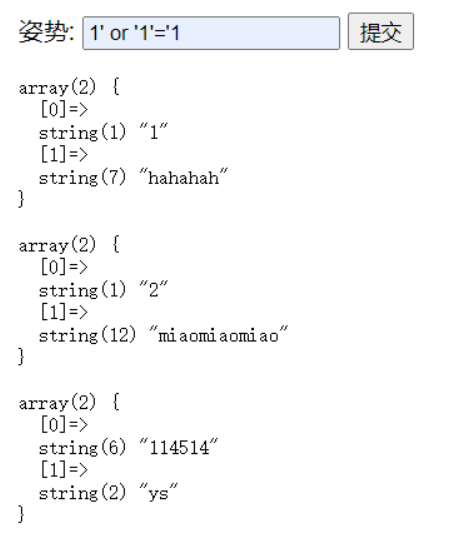 姿势: 1' or '1'='1 提交
array(2) {
  [0]=>
  string(1) "1"
  [1]=>
  string(7) "hahahah"
}
array(2) {
  [0]=>
  string(1) "2"
  [1]=>
  string(12) "miaomiaomiao"
}
array(2) {
  [0]=>
  string(6) "114514"
  [1]=>
  string(2) "ys"
}